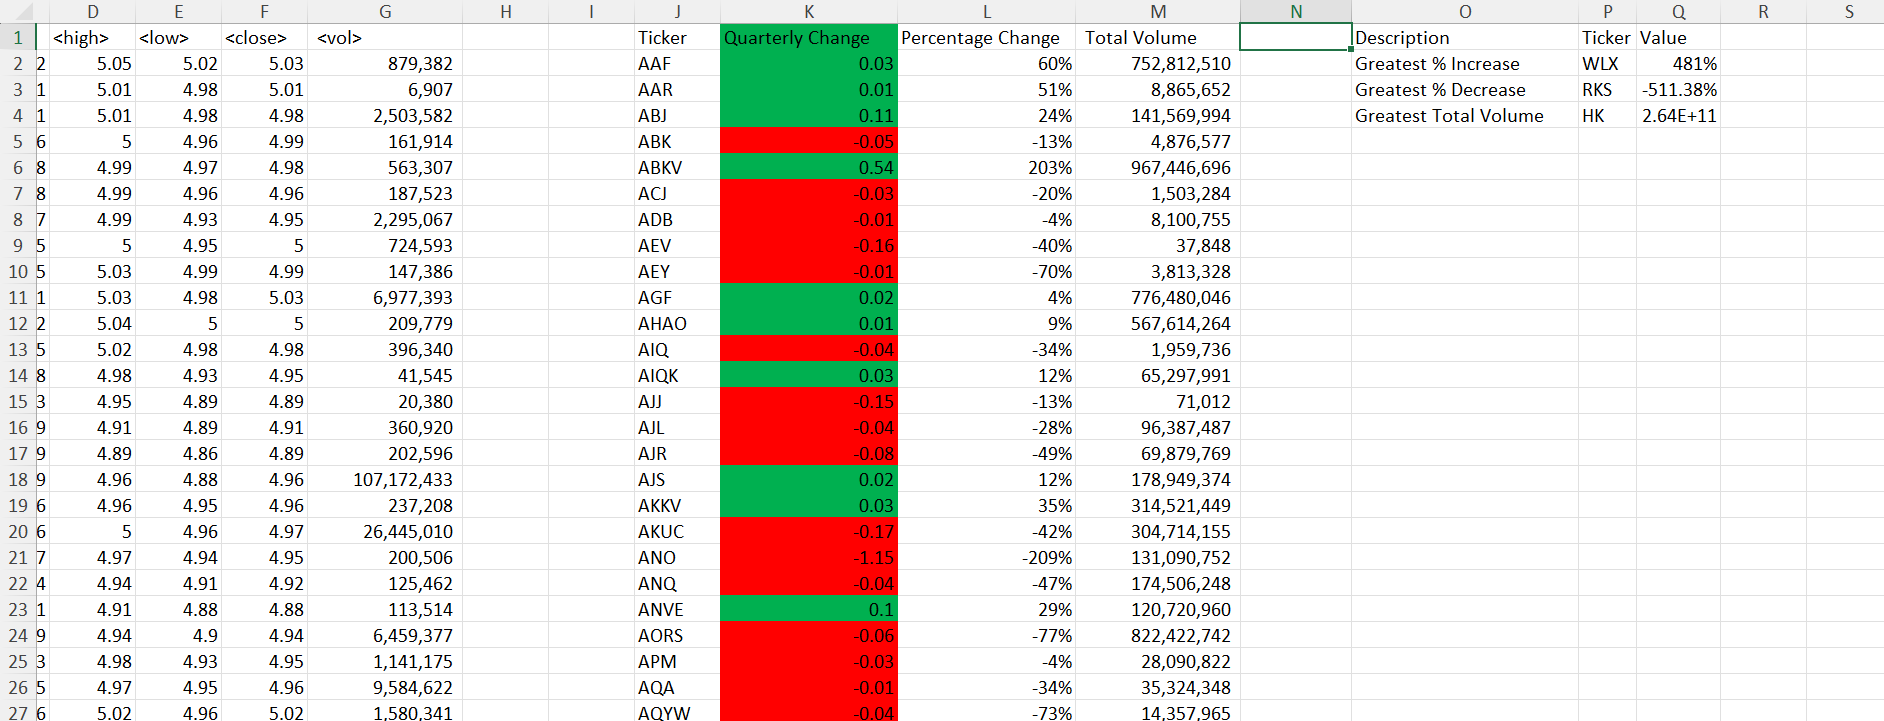 D E F G H I J K L M N O P Q R S
1 <high> <low> <close> <vol> Ticker Quarterly Change Percentage Change Total Volume Description Ticker Value
2 2 5.05 5.02 5.03 879,382 AAF 0.03 60% 752,812,510 Greatest % Increase WLX 481%
3 1 5.01 4.98 5.01 6,907 AAR 0.01 51% 8,865,652 Greatest % Decrease RKS -511.38%
4 1 5.01 4.98 4.98 2,503,582 ABJ 0.11 24% 141,569,994 Greatest Total Volume HK 2.64E+11
5 6 5 4.96 4.99 161,914 ABK -0.05 -13% 4,876,577
6 8 4.99 4.97 4.98 563,307 ABKV 0.54 203% 967,446,696
7 8 4.99 4.96 4.96 187,523 ACJ -0.03 -20% 1,503,284
8 7 4.99 4.93 4.95 2,295,067 ADB -0.01 -4% 8,100,755
9 5 5 4.95 5 724,593 AEV -0.16 -40% 37,848
10 5 5.03 4.99 4.99 147,386 AEY -0.01 -70% 3,813,328
11 1 5.03 4.98 5.03 6,977,393 AGF 0.02 4% 776,480,046
12 2 5.04 5 5 209,779 AHAO 0.01 9% 567,614,264
13 5 5.02 4.98 4.98 396,340 AIQ -0.04 -34% 1,959,736
14 8 4.98 4.93 4.95 41,545 AIQK 0.03 12% 65,297,991
15 3 4.95 4.89 4.89 20,380 AJJ -0.15 -13% 71,012
16 9 4.91 4.89 4.91 360,920 AJL -0.04 -28% 96,387,487
17 9 4.89 4.86 4.89 202,596 AJR -0.08 -49% 69,879,769
18 9 4.96 4.88 4.96 107,172,433 AJS 0.02 12% 178,949,374
19 6 4.96 4.95 4.96 237,208 AKKV 0.03 35% 314,521,449
20 6 5 4.96 4.97 26,445,010 AKUC -0.17 -42% 304,714,155
21 7 4.97 4.94 4.95 200,506 ANO -1.15 -209% 131,090,752
22 4 4.94 4.91 4.92 125,462 ANQ -0.04 -47% 174,506,248
23 1 4.91 4.88 4.88 113,514 ANVE 0.1 29% 120,720,960
24 9 4.94 4.9 4.94 6,459,377 AORS -0.06 -77% 822,422,742
25 3 4.98 4.93 4.95 1,141,175 APM -0.03 -4% 28,090,822
26 5 4.97 4.95 4.96 9,584,622 AQA -0.01 -34% 35,324,348
27 6 5.02 4.96 5.02 1,580,341 AQYW -0.04 -73% 14,357,965